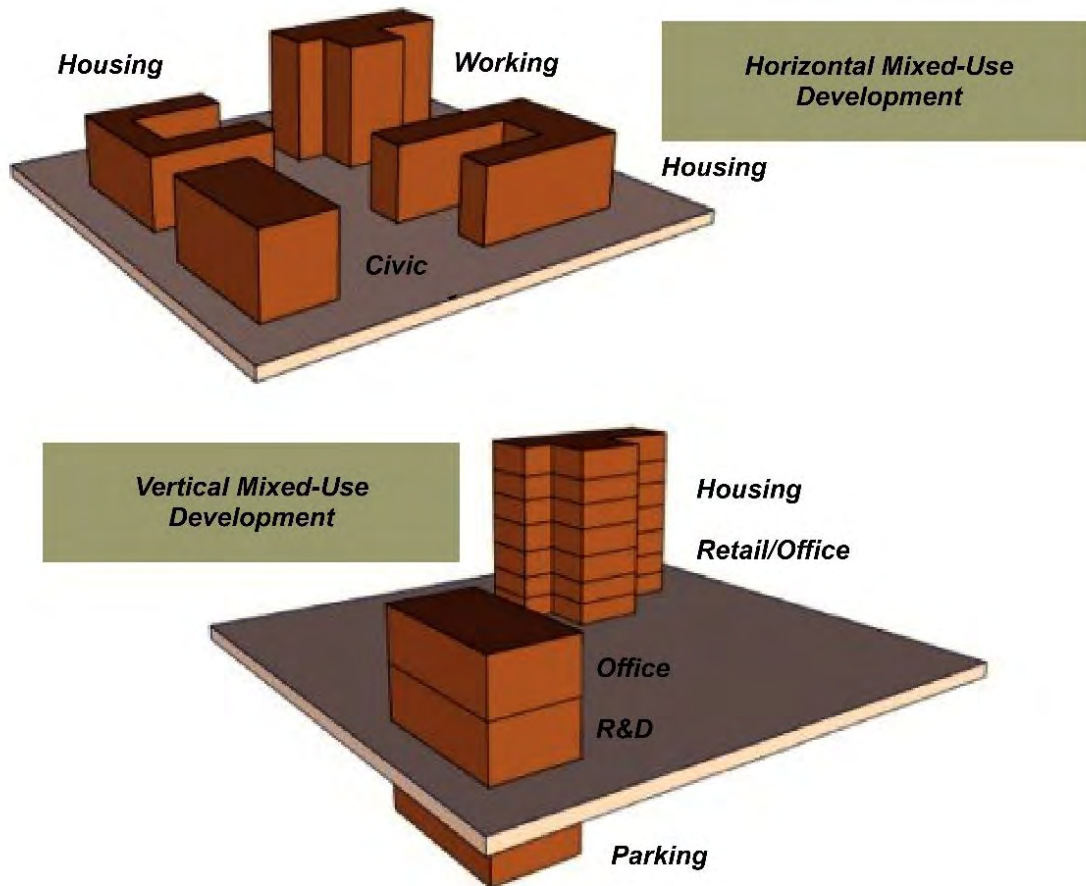 Housing
Working
Horizontal Mixed-Use
Development
Housing
Civic
Vertical Mixed-Use
Development
Housing
Retail/Office
Office
R&D
Parking